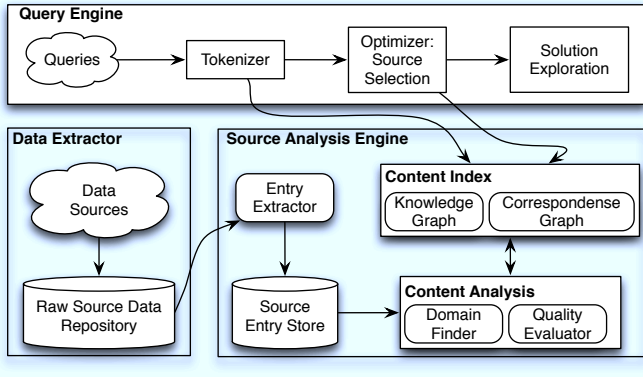 Query Engine
Queries
Tokenizer
Optimizer:
Source
Selection
Solution
Exploration
Data Extractor
Data
Sources
Raw Source Data
Repository
Source Analysis Engine
Entry
Extractor
Source
Entry Store
Content Index
Knowledge
Graph
Correspondense
Graph
Content Analysis
Domain
Finder
Quality
Evaluator